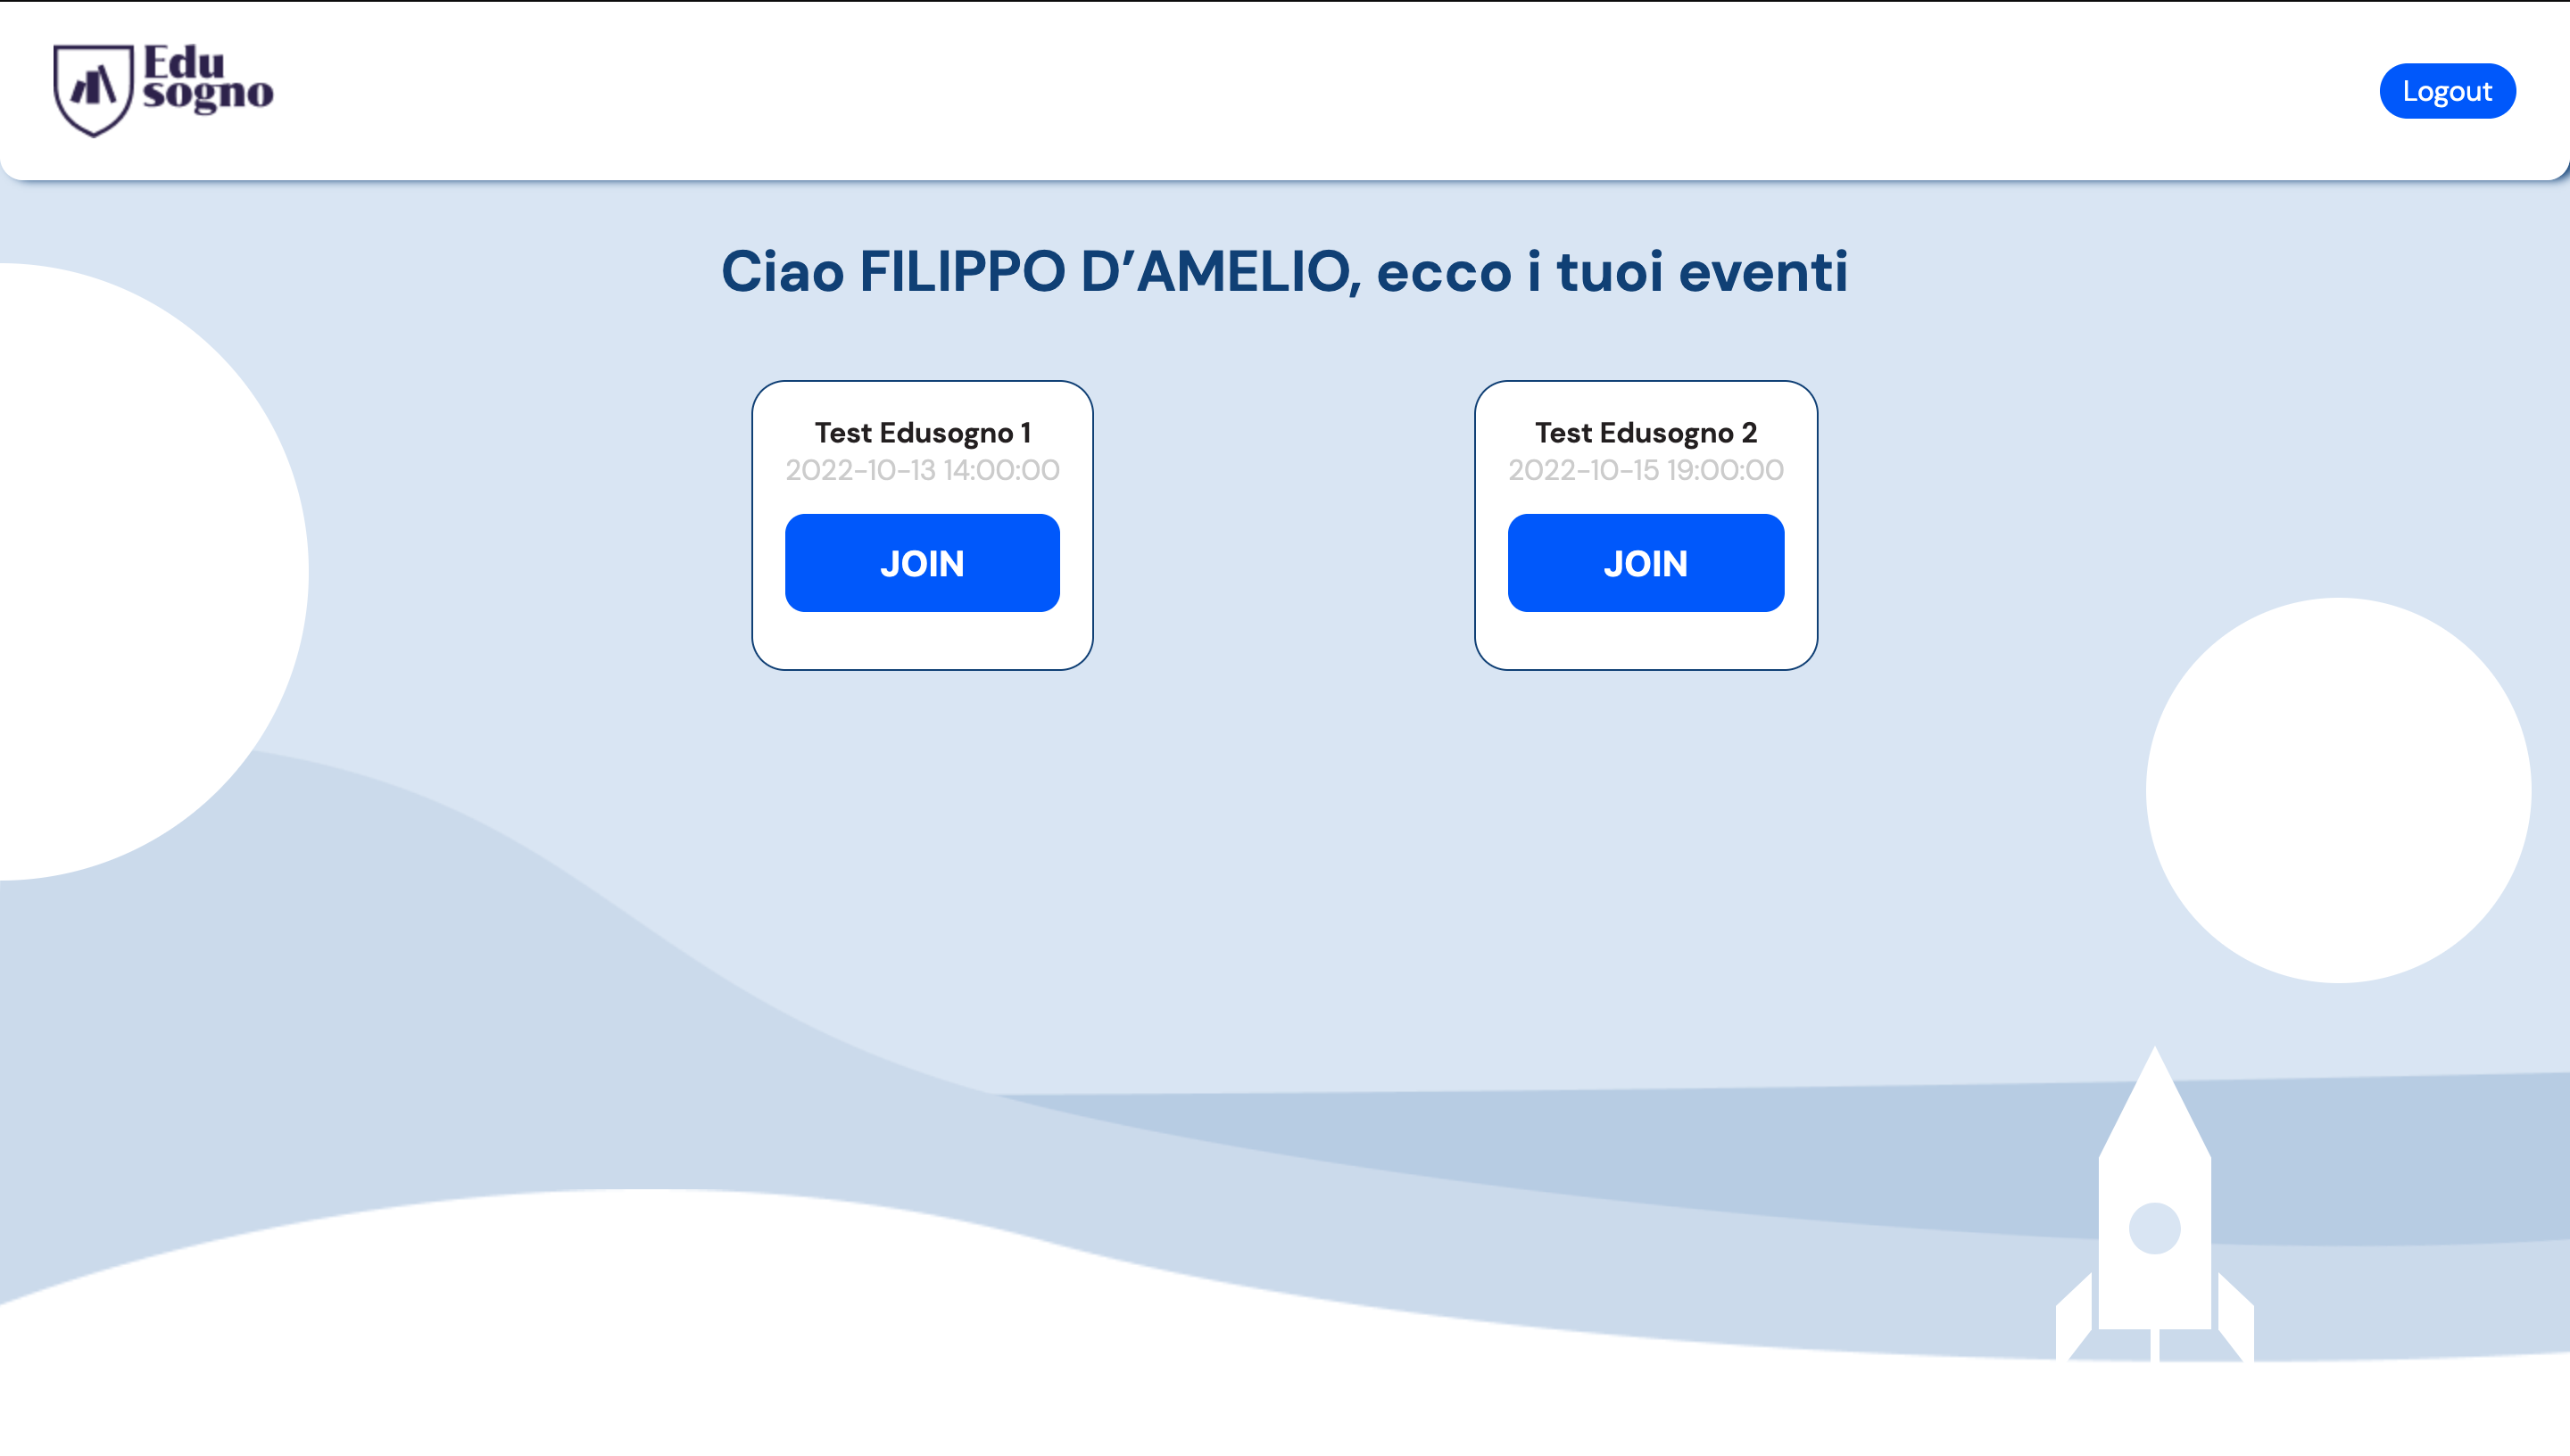 Edu
sogno
Logout
Ciao FILIPPO D’AMELIO, ecco i tuoi eventi
Test Edusogno 1
2022-10-13 14:00:00
JOIN
Test Edusogno 2
2022-10-15 19:00:00
JOIN